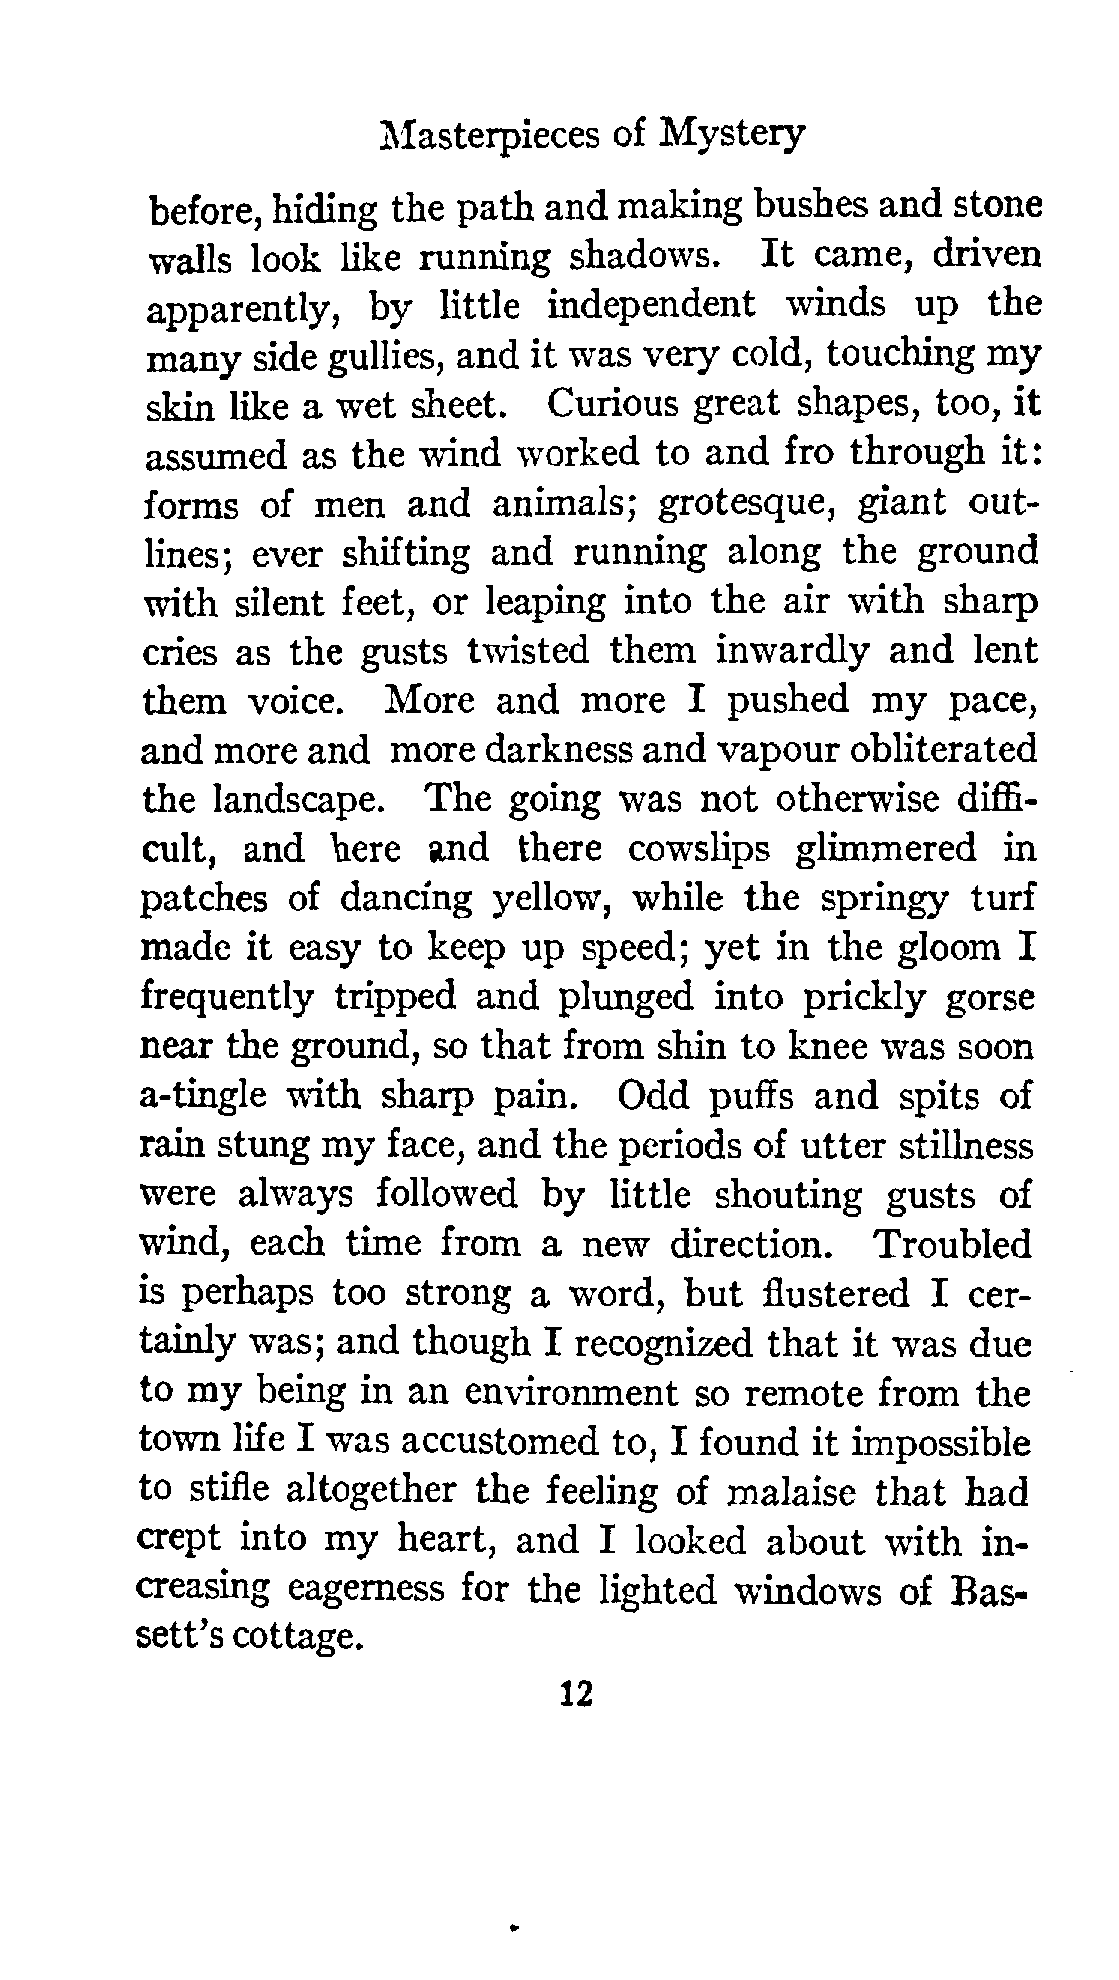 Masterpieces of Mystery
before, hiding the path and making bushes and stone
walls look like running shadows. It came, driven
apparently, by little independent winds up the
many side gullies, and it was very cold, touching my
skin like a wet sheet. Curious great shapes, too, it
assumed as the wind worked to and fro through it:
forms of men and animals; grotesque, giant out-
lines; ever shifting and running along the ground
with silent feet, or leaping into the air with sharp
cries as the gusts twisted them inwardly and lent
them voice. More and more I pushed my pace,
and more and more darkness and vapour obliterated
the landscape. The going was not otherwise diffi-
cult, and here and there cowslips glimmered in
patches of dancing yellow, while the springy turf
made it easy to keep up speed; yet in the gloom I
frequently tripped and plunged into prickly gorse
near the ground, so that from shin to knee was soon
a-tingle with sharp pain. Odd puffs and spits of
rain stung my face, and the periods of utter stillness
were always followed by little shouting gusts of
wind, each time from a new direction. Troubled
is perhaps too strong a word, but flustered I cer-
tainly was; and though I recognized that it was due
to my being in an environment so remote from the
town life I was accustomed to, I found it impossible
to stifle altogether the feeling of malaise that had
crept into my heart, and I looked about with in-
creasing eagerness for the lighted windows of Bas-
sett's cottage.
12